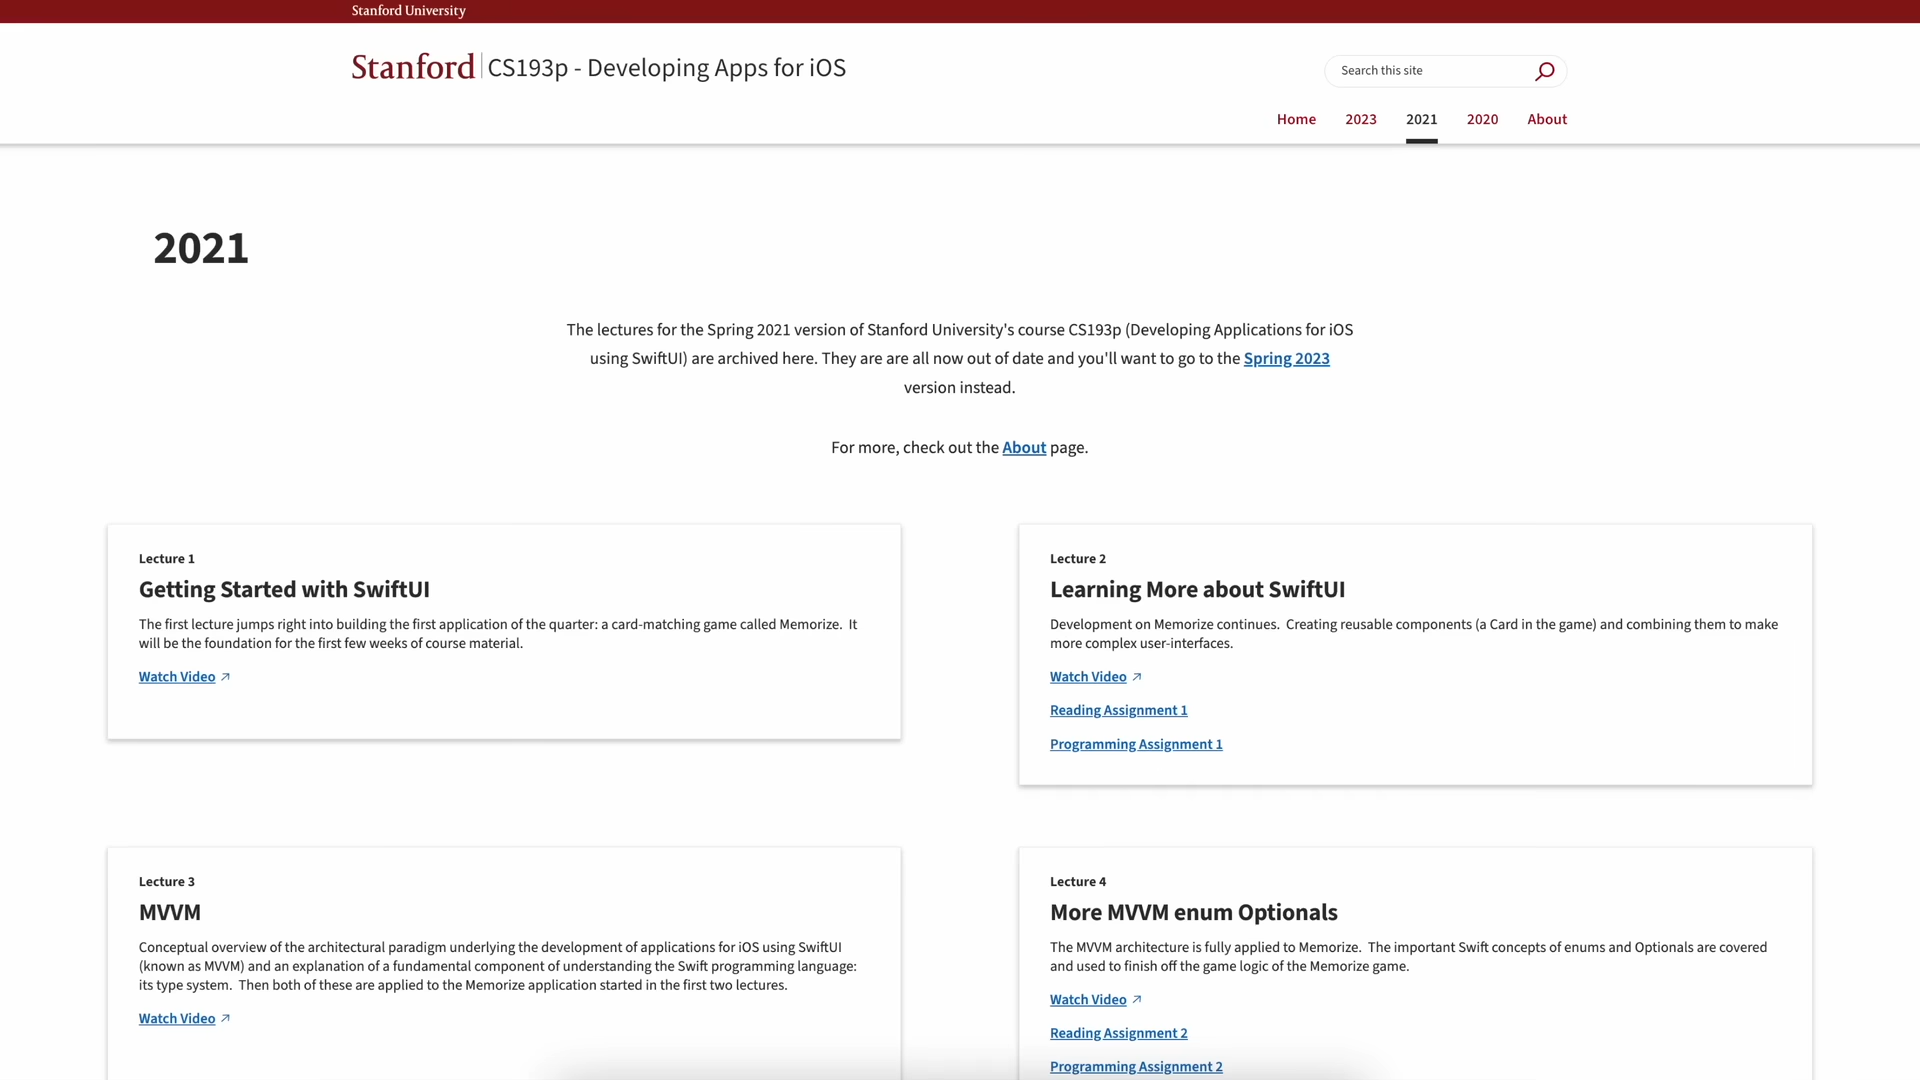 Stanford University
Stanford CS193p - Developing Apps for iOS
Search this site
Home 2023 2021 2020 About
2021
The lectures for the Spring 2021 version of Stanford University's course CS193p (Developing Applications for iOS
using SwiftUI) are archived here. They are are all now out of date and you'll want to go to the Spring 2023
version instead.
For more, check out the About page.
Lecture 1
Getting Started with SwiftUI
The first lecture jumps right into building the first application of the quarter: a card-matching game called Memorize. It
will be the foundation for the first few weeks of course material.
Watch Video
Lecture 2
Learning More about SwiftUI
Development on Memorize continues. Creating reusable components (a Card in the game) and combining them to make
more complex user-interfaces.
Watch Video
Reading Assignment 1
Programming Assignment 1
Lecture 3
MVVM
Conceptual overview of the architectural paradigm underlying the development of applications for iOS using SwiftUI
(known as MVVM) and an explanation of a fundamental component of understanding the Swift programming language:
its type system. Then both of these are applied to the Memorize application started in the first two lectures.
Watch Video
Lecture 4
More MVVM enum Optionals
The MVVM architecture is fully applied to Memorize. The important Swift concepts of enums and Optionals are covered
and used to finish off the game logic of the Memorize game.
Watch Video
Reading Assignment 2
Programming Assignment 2